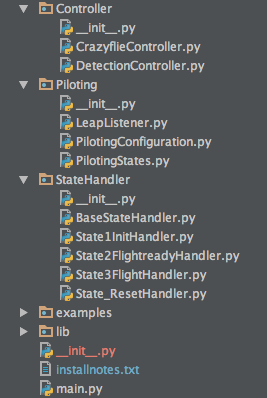 Controller
__init__.py
CrazyflieController.py
DetectionController.py
Piloting
__init__.py
LeapListener.py
PilotingConfiguration.py
PilotingStates.py
StateHandler
__init__.py
BaseStateHandler.py
State1InitHandler.py
State2FlightreadyHandler.py
State3FlightHandler.py
State_ResetHandler.py
examples
lib
__init__.py
installnotes.txt
main.py